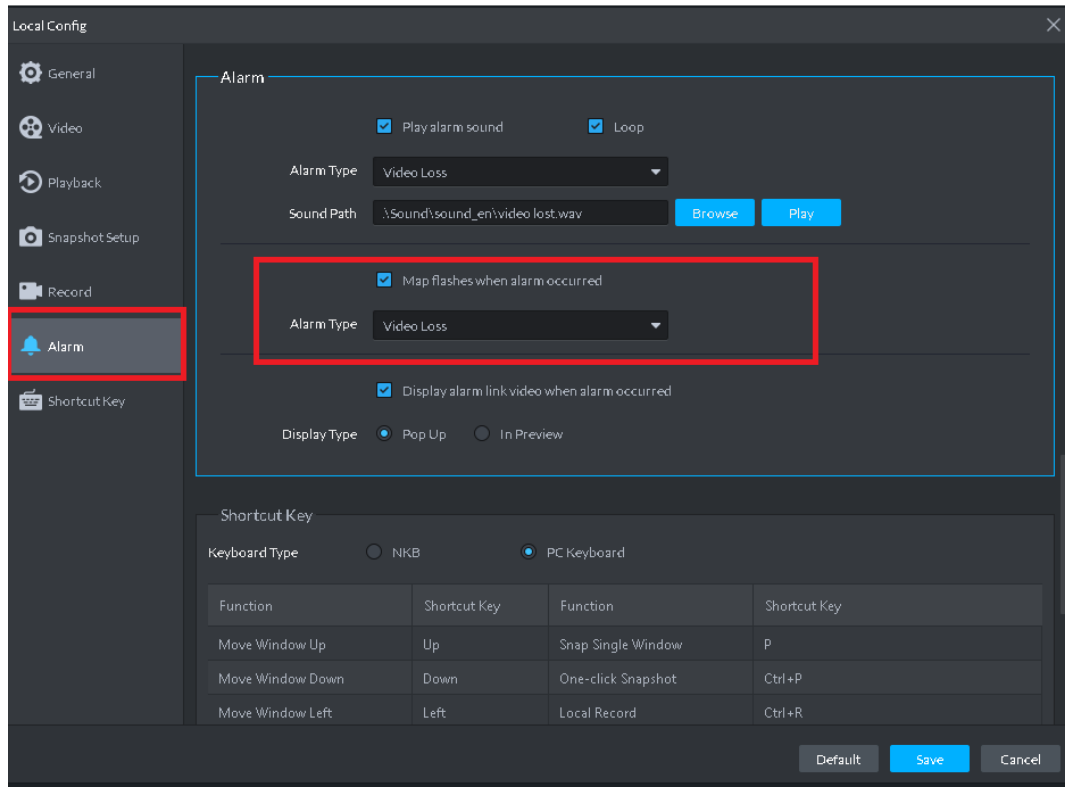 Local Config
General
Video
Playback
Snapshot Setup
Record
Alarm
Shortcut Key
Alarm
Play alarm sound Loop
Alarm Type Video Loss
Sound Path .\Sound\sound_en\video lost.wav Browse Play
Map flashes when alarm occurred
Alarm Type Video Loss
Display alarm link video when alarm occurred
Display Type Pop Up In Preview
Shortcut Key
Keyboard Type NKB PC Keyboard
Function Shortcut Key Function Shortcut Key
Move Window Up Up Snap Single Window P
Move Window Down Down One-click Snapshot Ctrl+P
Move Window Left Left Local Record Ctrl+R
Default Save Cancel